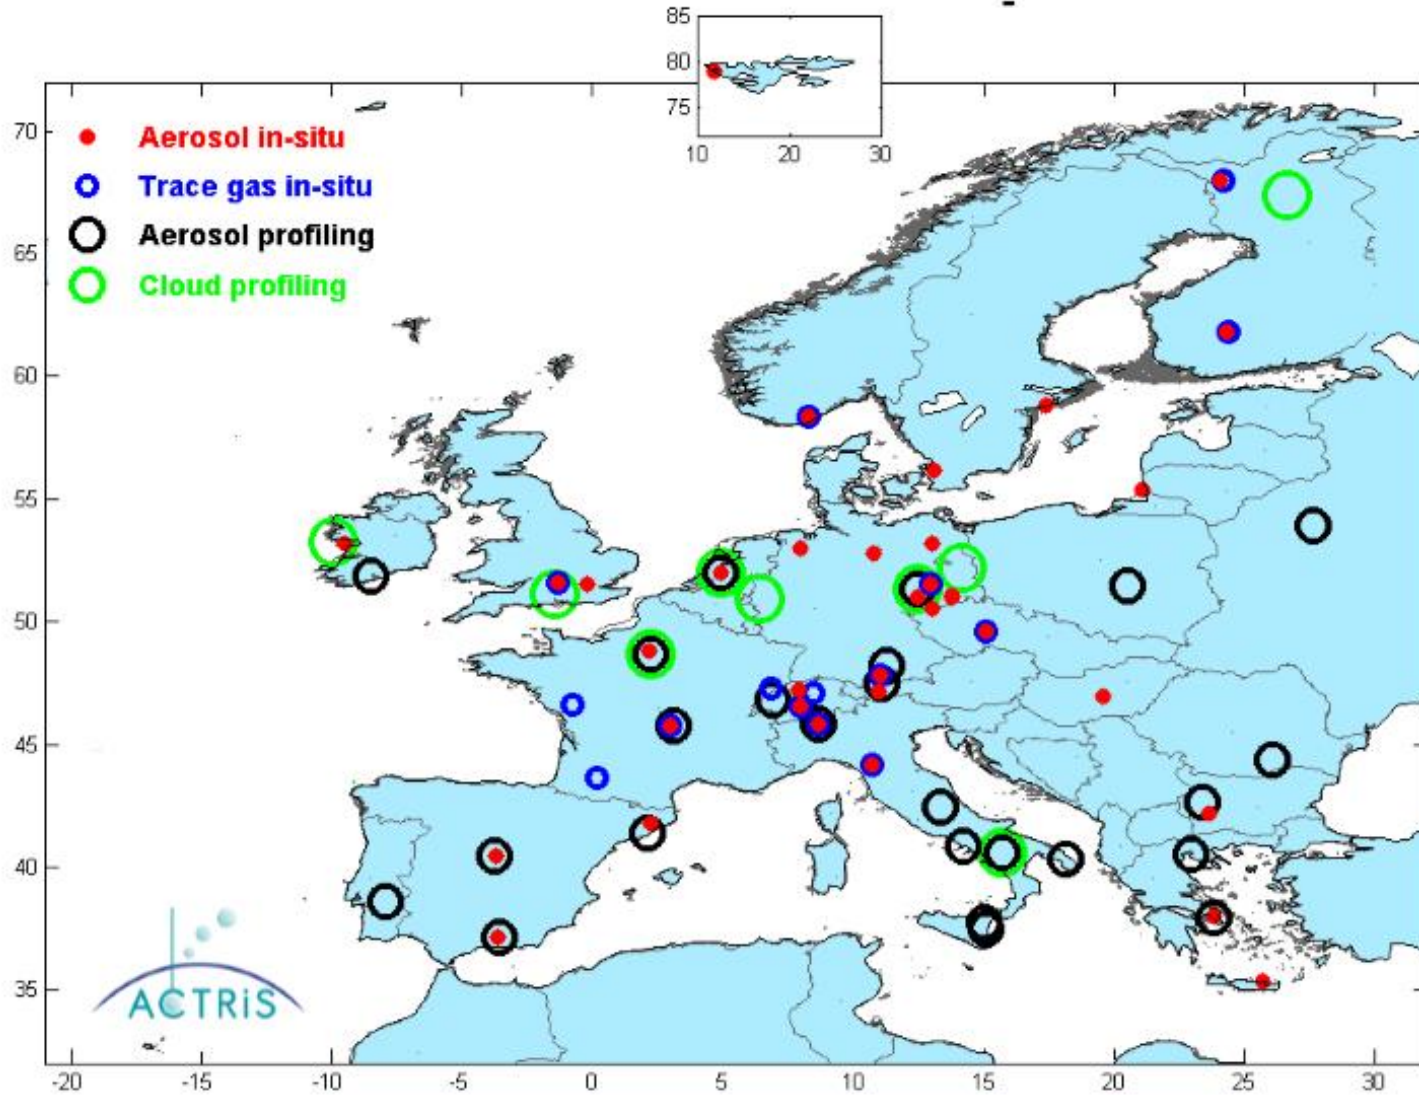 85
80
75
10 20 30
70
65
60
55
50
45
40
35
Aerosol in-situ
Trace gas in-situ
Aerosol profiling
Cloud profiling
ACTRiS
-20 -15 -10 -5 0 5 10 15 20 25 30